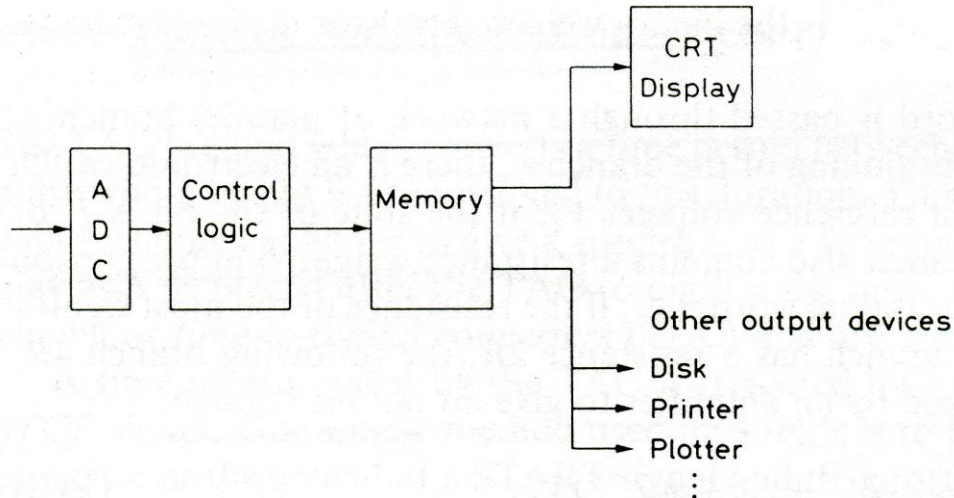 CRT
Display
A
D
C
Control
logic
Memory
Other output devices
Disk
Printer
Plotter
⋮